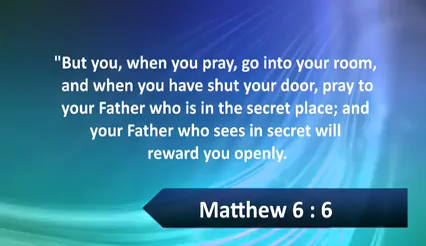 "But you, when you pray, go into your room,
and when you have shut your door, pray to
your Father who is in the secret place; and
your Father who sees in secret will
reward you openly.
Matthew 6 : 6